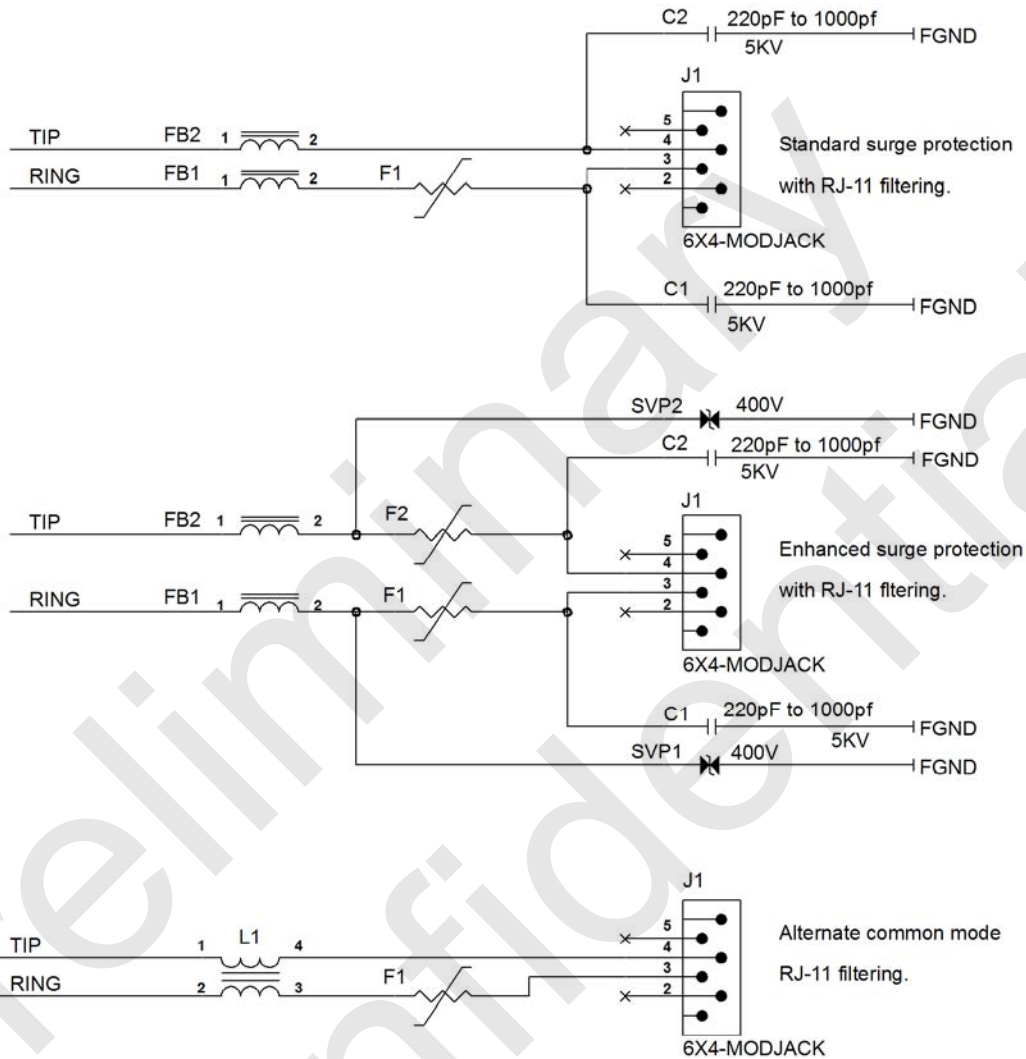 C2 220pF to 1000pf
5KV
FGND
J1
TIP FB2 1 2
5
4
RING FB1 1 2 F1
3
2
Standard surge protection
with RJ-11 filtering.
6X4-MODJACK
C1 220pF to 1000pf
5KV
FGND
SVP2 400V
FGND
C2 220pF to 1000pf
5KV
FGND
J1
TIP FB2 1 2 F2
5
4
RING FB1 1 2 F1
3
2
Enhanced surge protection
with RJ-11 fltering.
6X4-MODJACK
C1 220pF to 1000pf
5KV
FGND
SVP1 400V
FGND
J1
TIP 1 L1 4
5
4
RING 2 3 F1
3
2
Alternate common mode
RJ-11 filtering.
6X4-MODJACK
reliminary
nfidentia